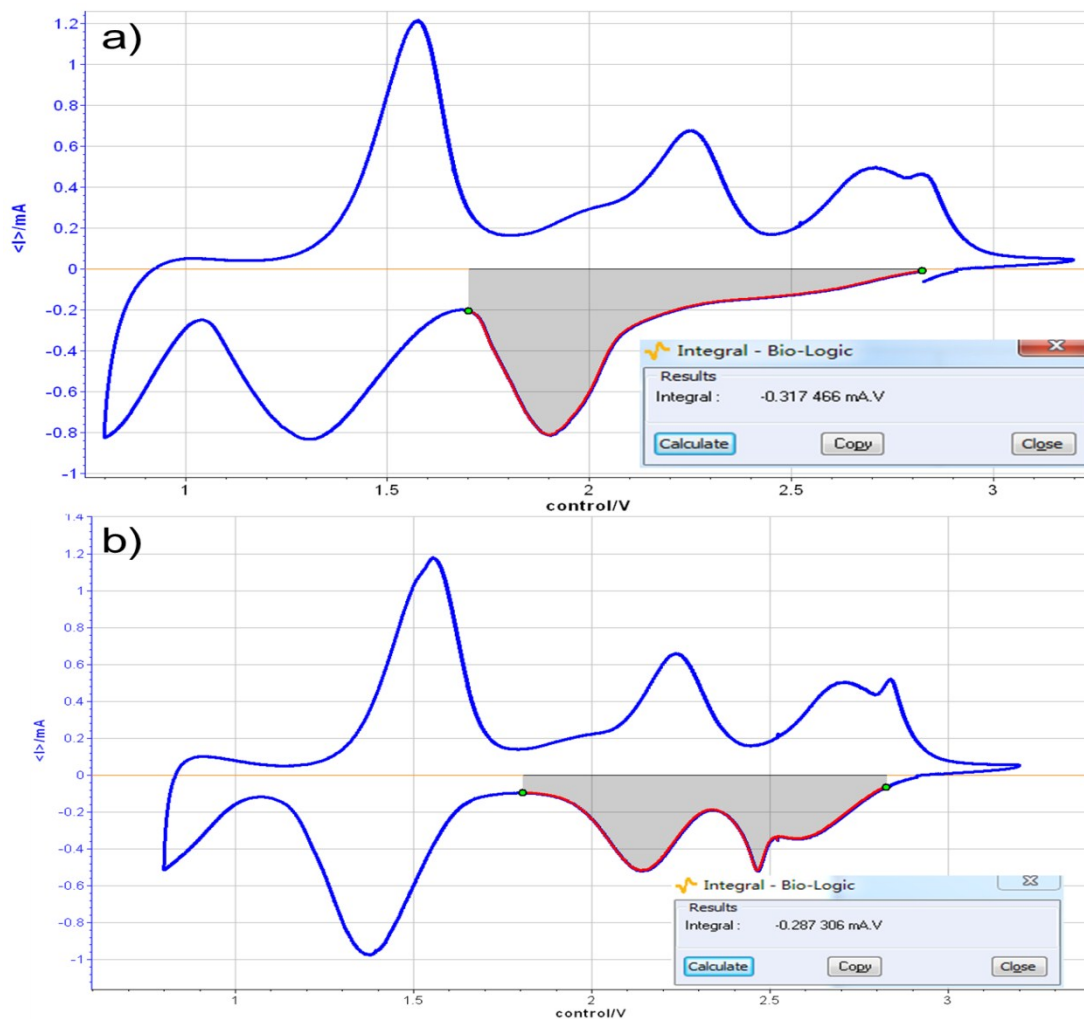 a)
1.2
1
0.8
0.6
0.4
0.2
0
-0.2
-0.4
-0.6
-0.8
-1
<I>/mA
Integral - Bio-Logic
Results
Integral : -0.317 466 mA.V
Calculate Copy Close
1 1.5 2 2.5 3
control/V
b)
1.4
1.2
1
0.8
0.6
0.4
0.2
0
-0.2
-0.4
-0.6
-0.8
-1
<I>/mA
Integral - Bio-Logic
Results
Integral : -0.287 306 mA.V
Calculate Copy Close
1 1.5 2 2.5 3
control/V